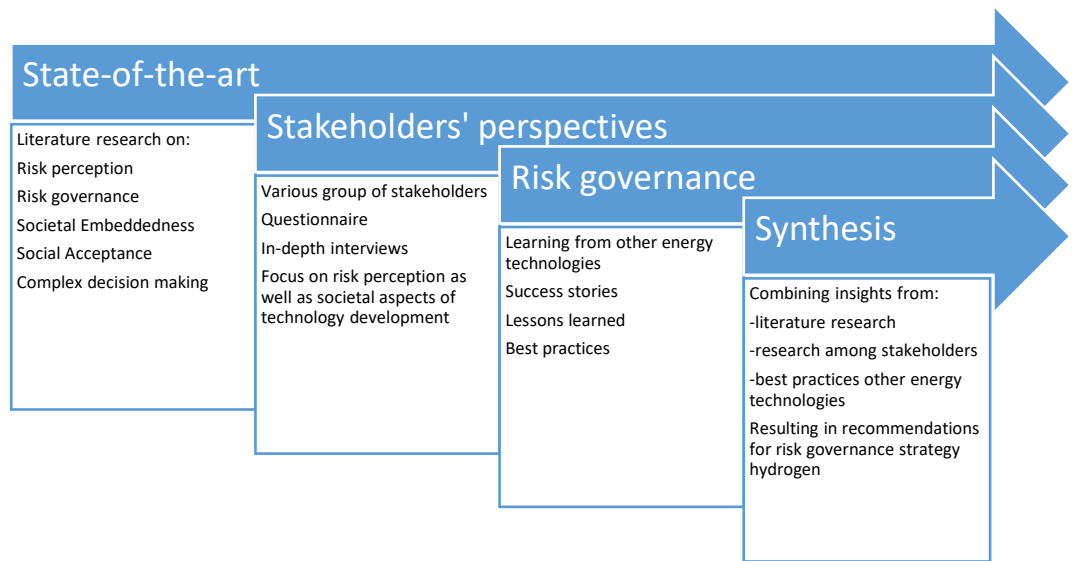 State-of-the-art
Literature research on:
Risk perception
Risk governance
Societal Embeddedness
Social Acceptance
Complex decision making
Stakeholders' perspectives
Various group of stakeholders
Questionnaire
In-depth interviews
Focus on risk perception as
well as societal aspects of
technology development
Risk governance
Learning from other energy
technologies
Success stories
Lessons learned
Best practices
Synthesis
Combining insights from:
-literature research
-research among stakeholders
-best practices other energy
technologies
Resulting in recommendations
for risk governance strategy
hydrogen